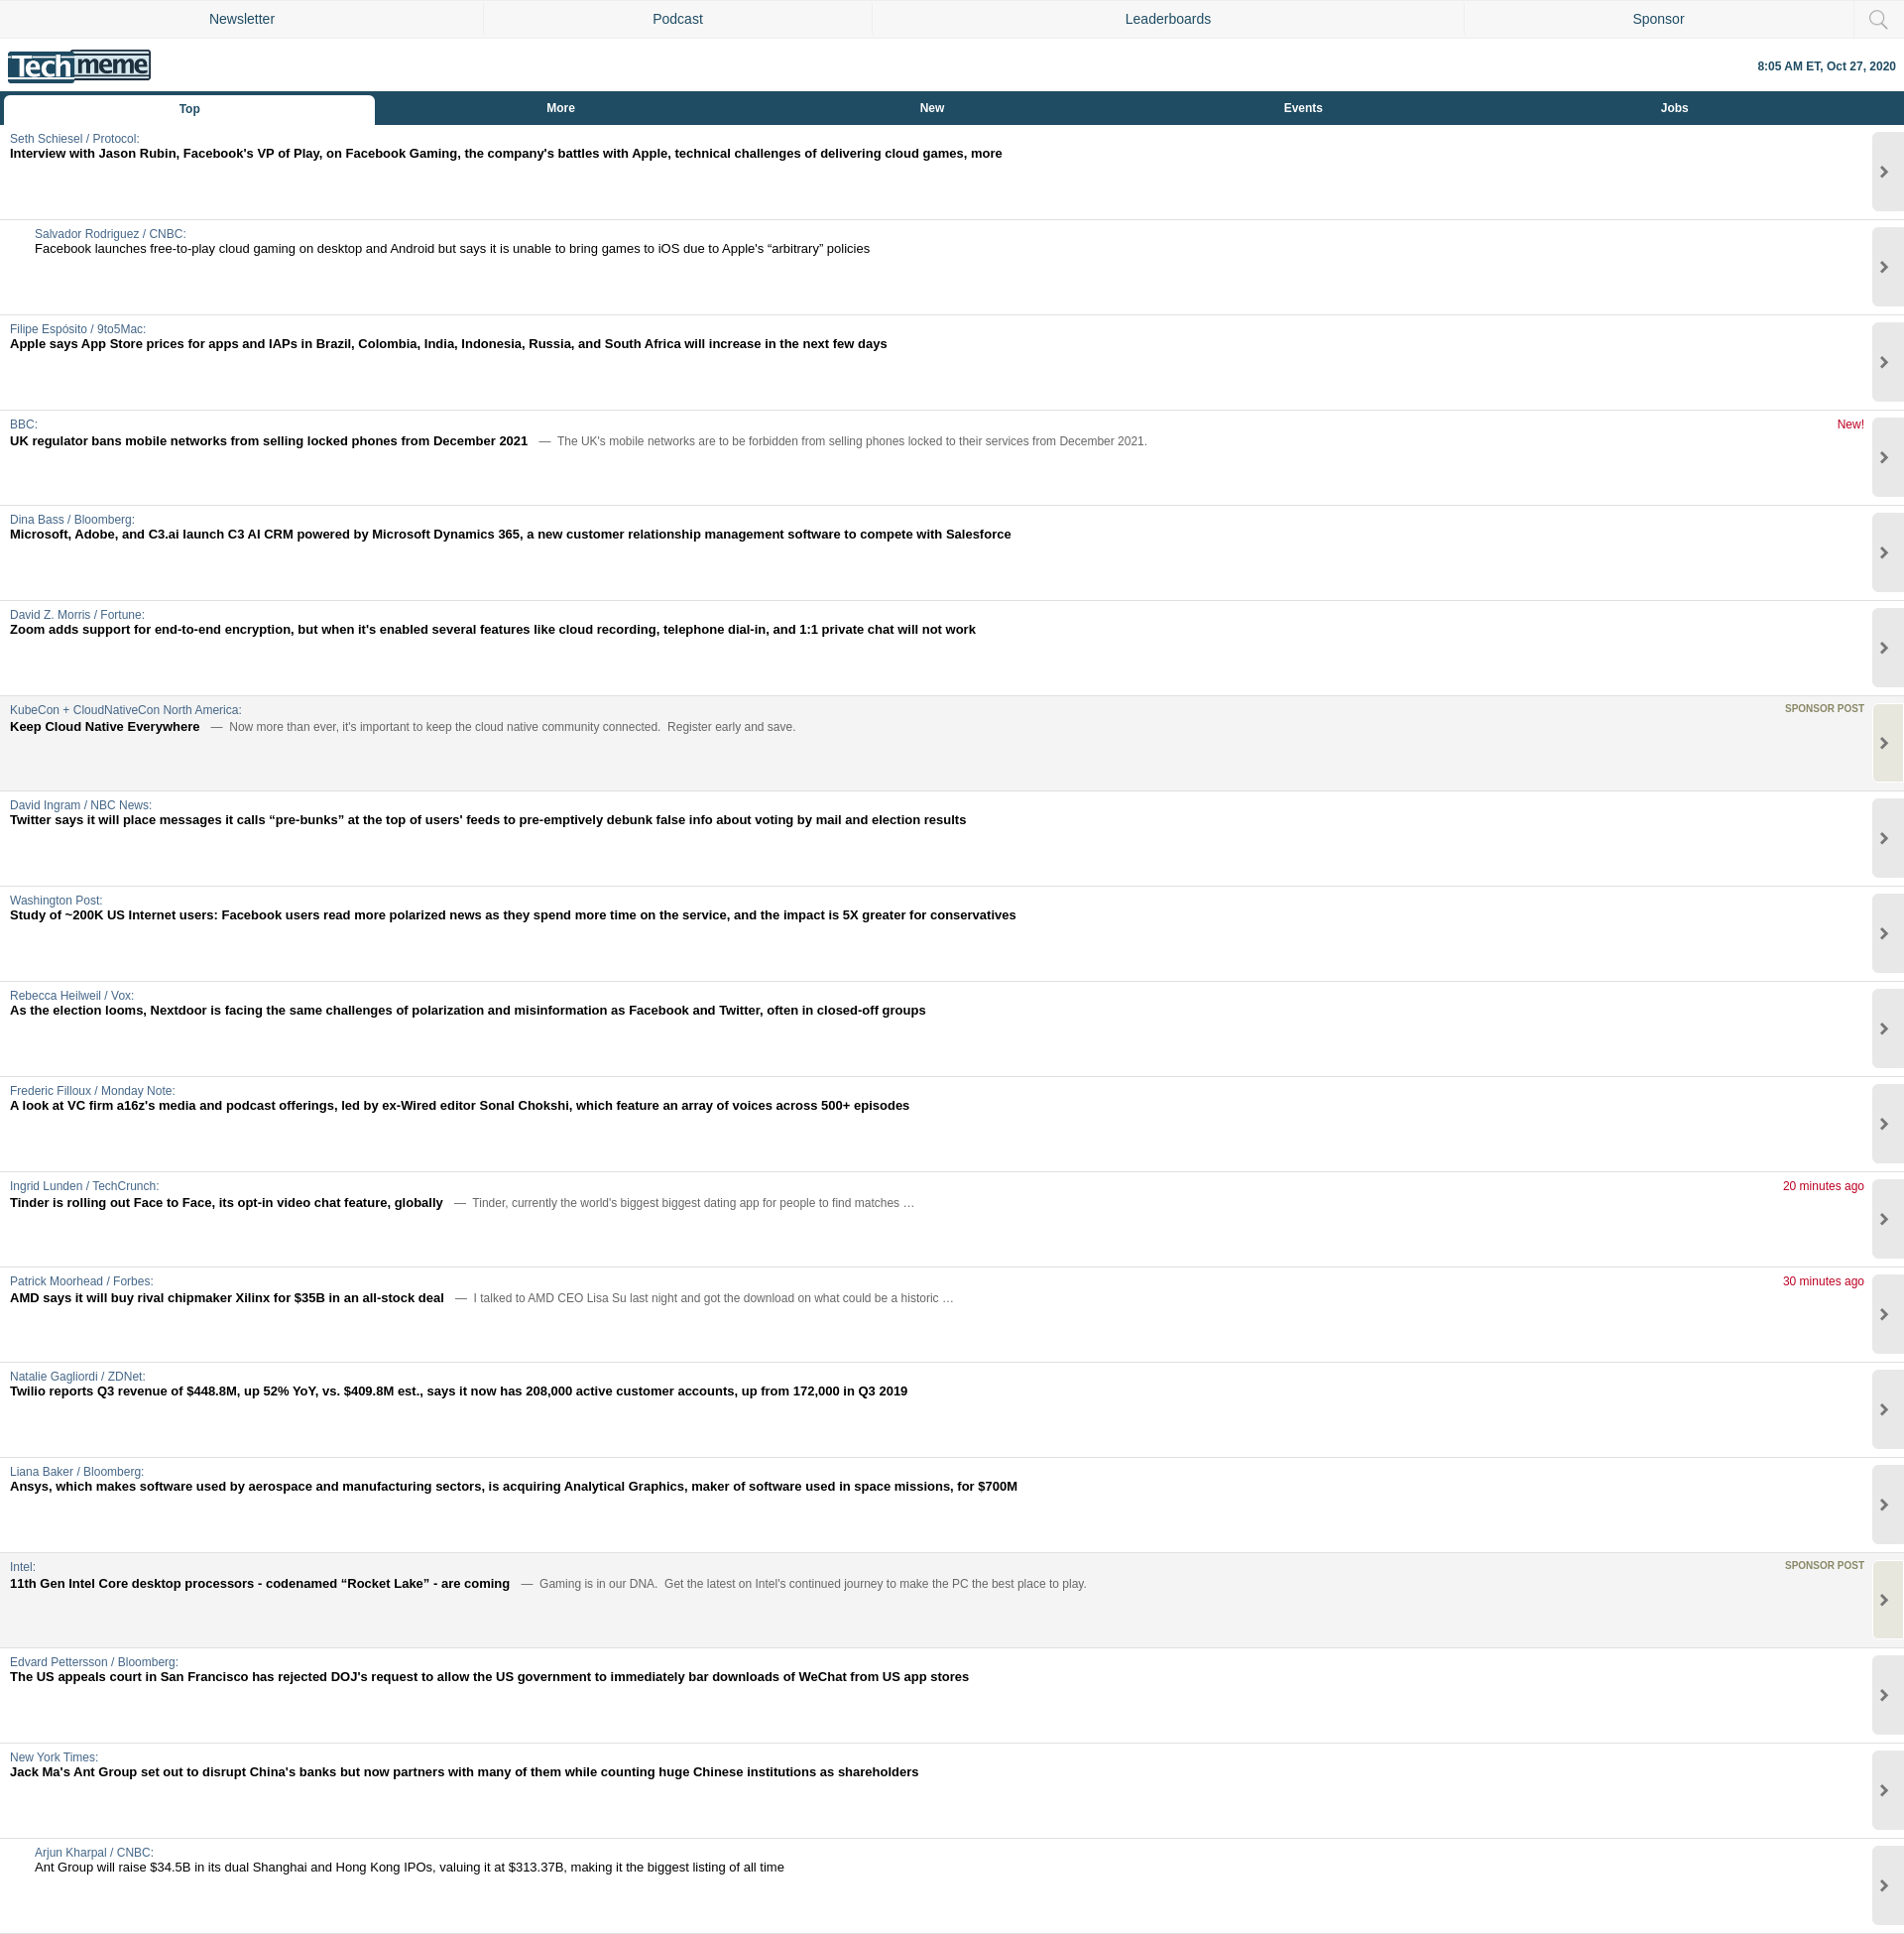 Newsletter Podcast Leaderboards Sponsor
Techmeme 8:05 AM ET, Oct 27, 2020
Top More New Events Jobs
Seth Schiesel / Protocol:
Interview with Jason Rubin, Facebook's VP of Play, on Facebook Gaming, the company's battles with Apple, technical challenges of delivering cloud games, more
Salvador Rodriguez / CNBC:
Facebook launches free-to-play cloud gaming on desktop and Android but says it is unable to bring games to iOS due to Apple's “arbitrary” policies
Filipe Espósito / 9to5Mac:
Apple says App Store prices for apps and IAPs in Brazil, Colombia, India, Indonesia, Russia, and South Africa will increase in the next few days
BBC: New!
UK regulator bans mobile networks from selling locked phones from December 2021 — The UK's mobile networks are to be forbidden from selling phones locked to their services from December 2021.
Dina Bass / Bloomberg:
Microsoft, Adobe, and C3.ai launch C3 AI CRM powered by Microsoft Dynamics 365, a new customer relationship management software to compete with Salesforce
David Z. Morris / Fortune:
Zoom adds support for end-to-end encryption, but when it's enabled several features like cloud recording, telephone dial-in, and 1:1 private chat will not work
KubeCon + CloudNativeCon North America: SPONSOR POST
Keep Cloud Native Everywhere — Now more than ever, it's important to keep the cloud native community connected. Register early and save.
David Ingram / NBC News:
Twitter says it will place messages it calls “pre-bunks” at the top of users' feeds to pre-emptively debunk false info about voting by mail and election results
Washington Post:
Study of ~200K US Internet users: Facebook users read more polarized news as they spend more time on the service, and the impact is 5X greater for conservatives
Rebecca Heilweil / Vox:
As the election looms, Nextdoor is facing the same challenges of polarization and misinformation as Facebook and Twitter, often in closed-off groups
Frederic Filloux / Monday Note:
A look at VC firm a16z's media and podcast offerings, led by ex-Wired editor Sonal Chokshi, which feature an array of voices across 500+ episodes
Ingrid Lunden / TechCrunch: 20 minutes ago
Tinder is rolling out Face to Face, its opt-in video chat feature, globally — Tinder, currently the world's biggest biggest dating app for people to find matches …
Patrick Moorhead / Forbes: 30 minutes ago
AMD says it will buy rival chipmaker Xilinx for $35B in an all-stock deal — I talked to AMD CEO Lisa Su last night and got the download on what could be a historic …
Natalie Gagliordi / ZDNet:
Twilio reports Q3 revenue of $448.8M, up 52% YoY, vs. $409.8M est., says it now has 208,000 active customer accounts, up from 172,000 in Q3 2019
Liana Baker / Bloomberg:
Ansys, which makes software used by aerospace and manufacturing sectors, is acquiring Analytical Graphics, maker of software used in space missions, for $700M
Intel: SPONSOR POST
11th Gen Intel Core desktop processors - codenamed “Rocket Lake” - are coming — Gaming is in our DNA. Get the latest on Intel's continued journey to make the PC the best place to play.
Edvard Pettersson / Bloomberg:
The US appeals court in San Francisco has rejected DOJ's request to allow the US government to immediately bar downloads of WeChat from US app stores
New York Times:
Jack Ma's Ant Group set out to disrupt China's banks but now partners with many of them while counting huge Chinese institutions as shareholders
Arjun Kharpal / CNBC:
Ant Group will raise $34.5B in its dual Shanghai and Hong Kong IPOs, valuing it at $313.37B, making it the biggest listing of all time